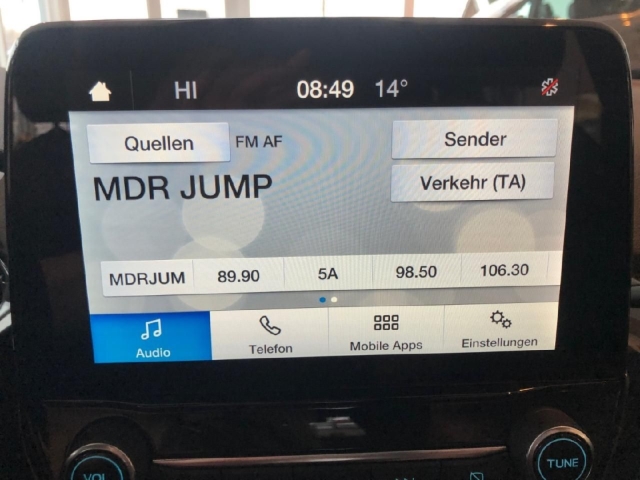 HI 08:49 14°
Quellen FM AF Sender
MDR JUMP Verkehr (TA)
MDRJUM 89.90 5A 98.50 106.30
Audio Telefon Mobile Apps Einstellungen
VOL TUNE